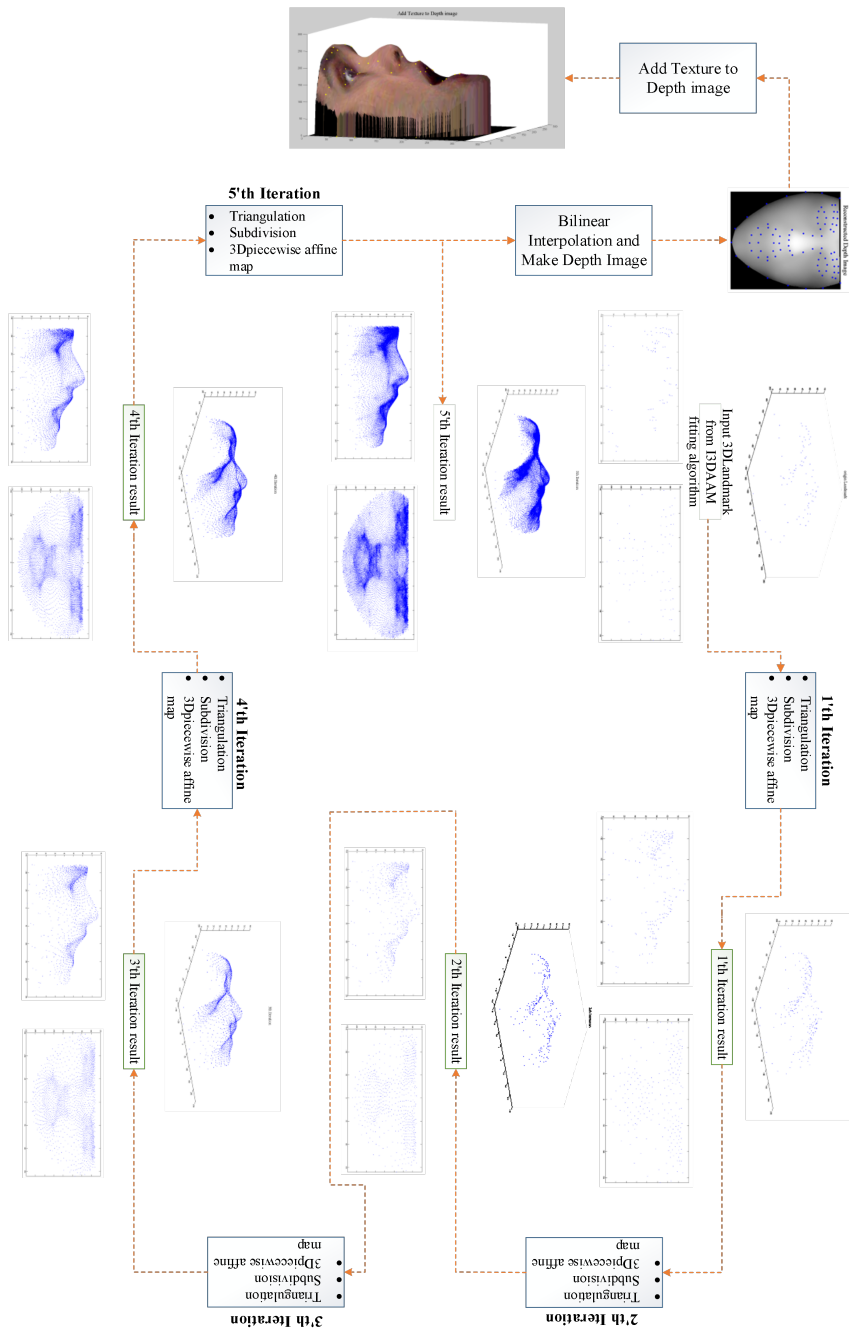 Add Texture to Depth image
Add Texture to
Depth image
Reconstructed Depth Image
5'th Iteration
• Triangulation
• Subdivision
• 3Dpiecewise affine
map
Bilinear
Interpolation and
Make Depth Image
Input 3DLandmark
from I3DAAM
fitting algorithm
1'th Iteration
• Triangulation
• Subdivision
• 3Dpiecewise affine
map
1'th Iteration result
2'th Iteration
• Triangulation
• Subdivision
• 3Dpiecewise affine
map
2'th Iteration result
3'th Iteration
• Triangulation
• Subdivision
• 3Dpiecewise affine
map
3'th Iteration result
4'th Iteration
• Triangulation
• Subdivision
• 3Dpiecewise affine
map
4'th Iteration result
5'th Iteration result